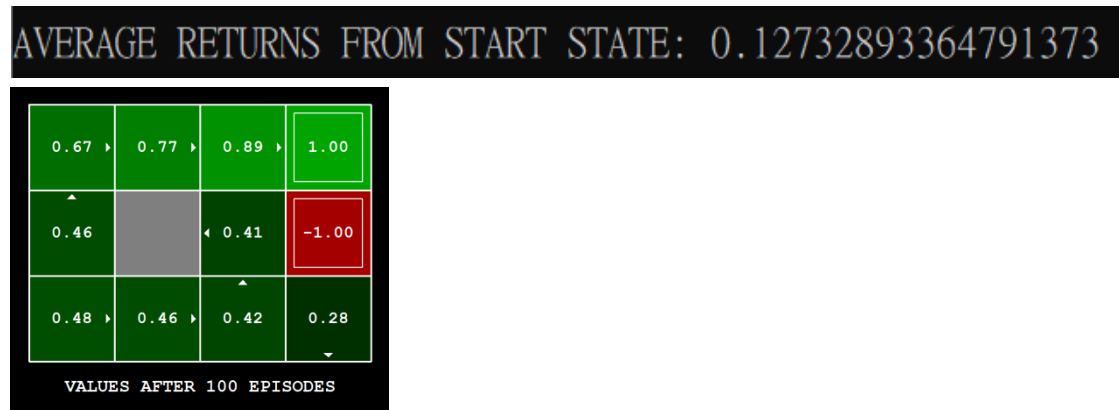 AVERAGE RETURNS FROM START STATE: 0.12732893364791373
0.67 0.77 0.89 1.00
0.46 0.41 -1.00
0.48 0.46 0.42 0.28
VALUES AFTER 100 EPISODES